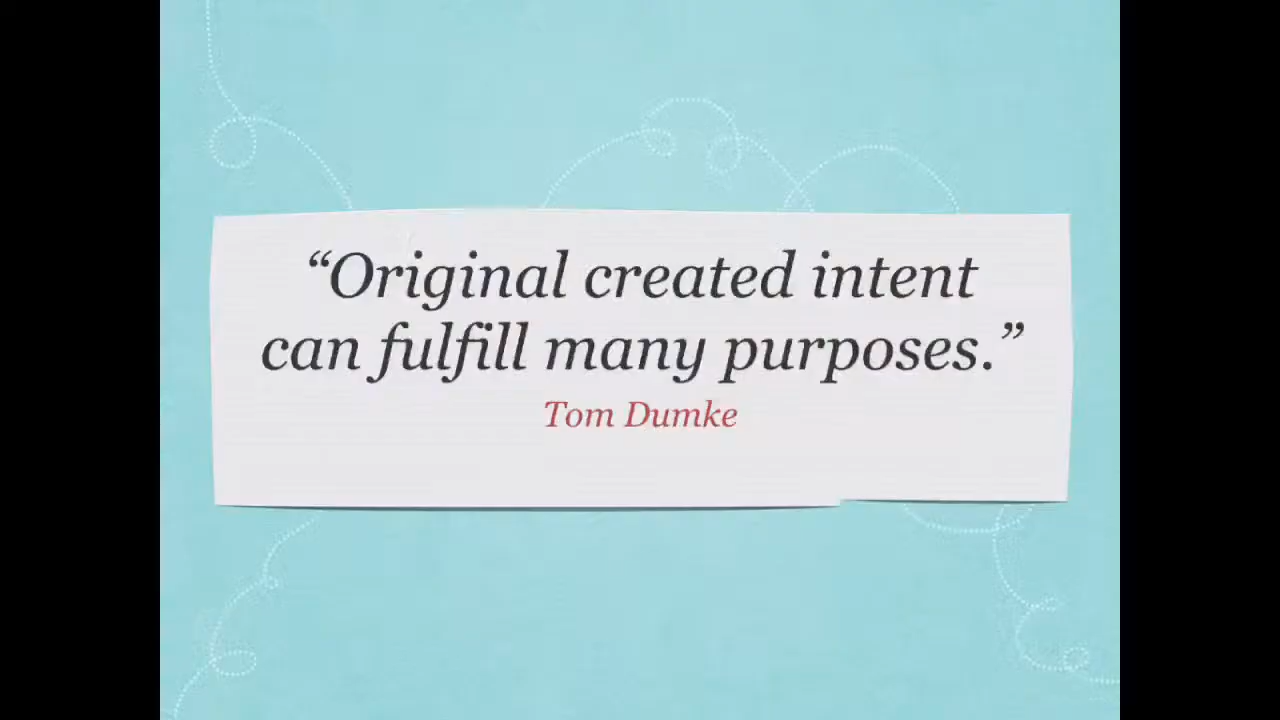 “Original created intent
can fulfill many purposes.”
Tom Dumke